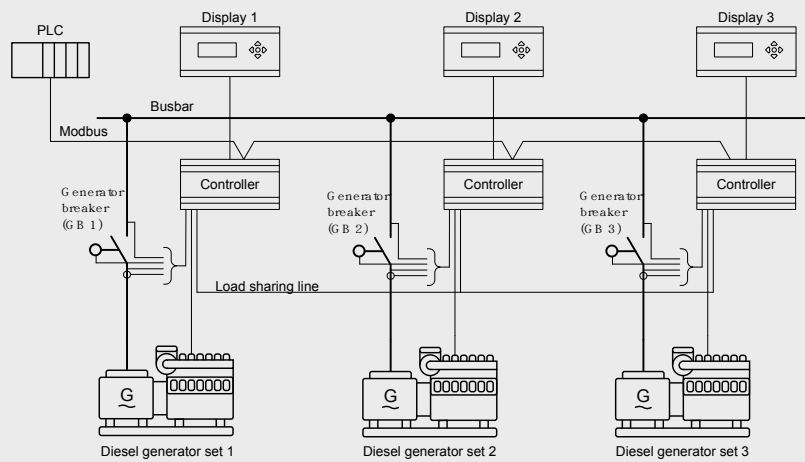 Display 1
Display 2
Display 3
PLC
Busbar
Modbus
Controller
Controller
Controller
Generator
breaker
(GB 1)
Generator
breaker
(GB 2)
Generator
breaker
(GB 3)
Load sharing line
G
G
G
Diesel generator set 1
Diesel generator set 2
Diesel generator set 3